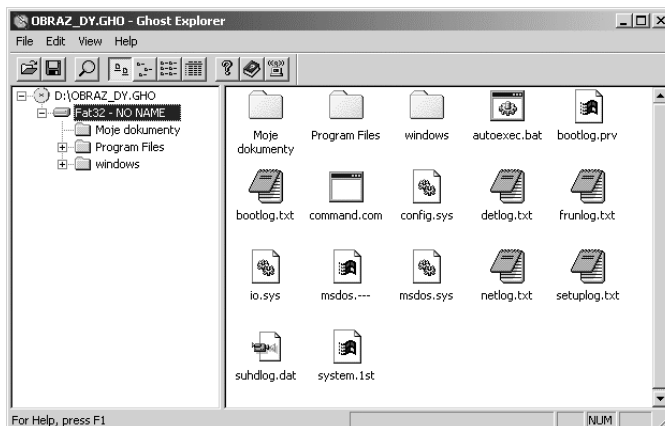 OBRAZ_DY.GHO - Ghost Explorer
File Edit View Help
D:\OBRAZ_DY.GHO
Fat32 - NO NAME
Moje dokumenty
Program Files
windows
Moje dokumenty
Program Files
windows
autoexec.bat
bootlog.prv
bootlog.txt
command.com
config.sys
detlog.txt
frunlog.txt
io.sys
msdos.---
msdos.sys
netlog.txt
setuplog.txt
suhdlog.dat
system.1st
For Help, press F1
NUM